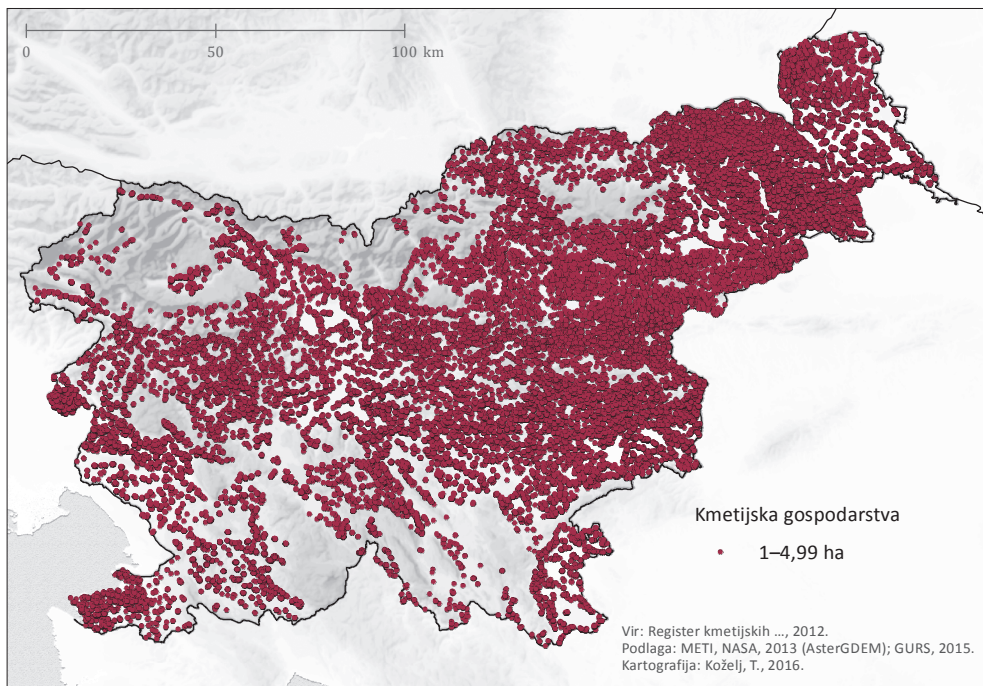 0 50 100 km
Kmetijska gospodarstva
1–4,99 ha
Vir: Register kmetijskih ..., 2012.
Podlaga: METI, NASA, 2013 (AsterGDEM); GURS, 2015.
Kartografija: Koželj, T., 2016.